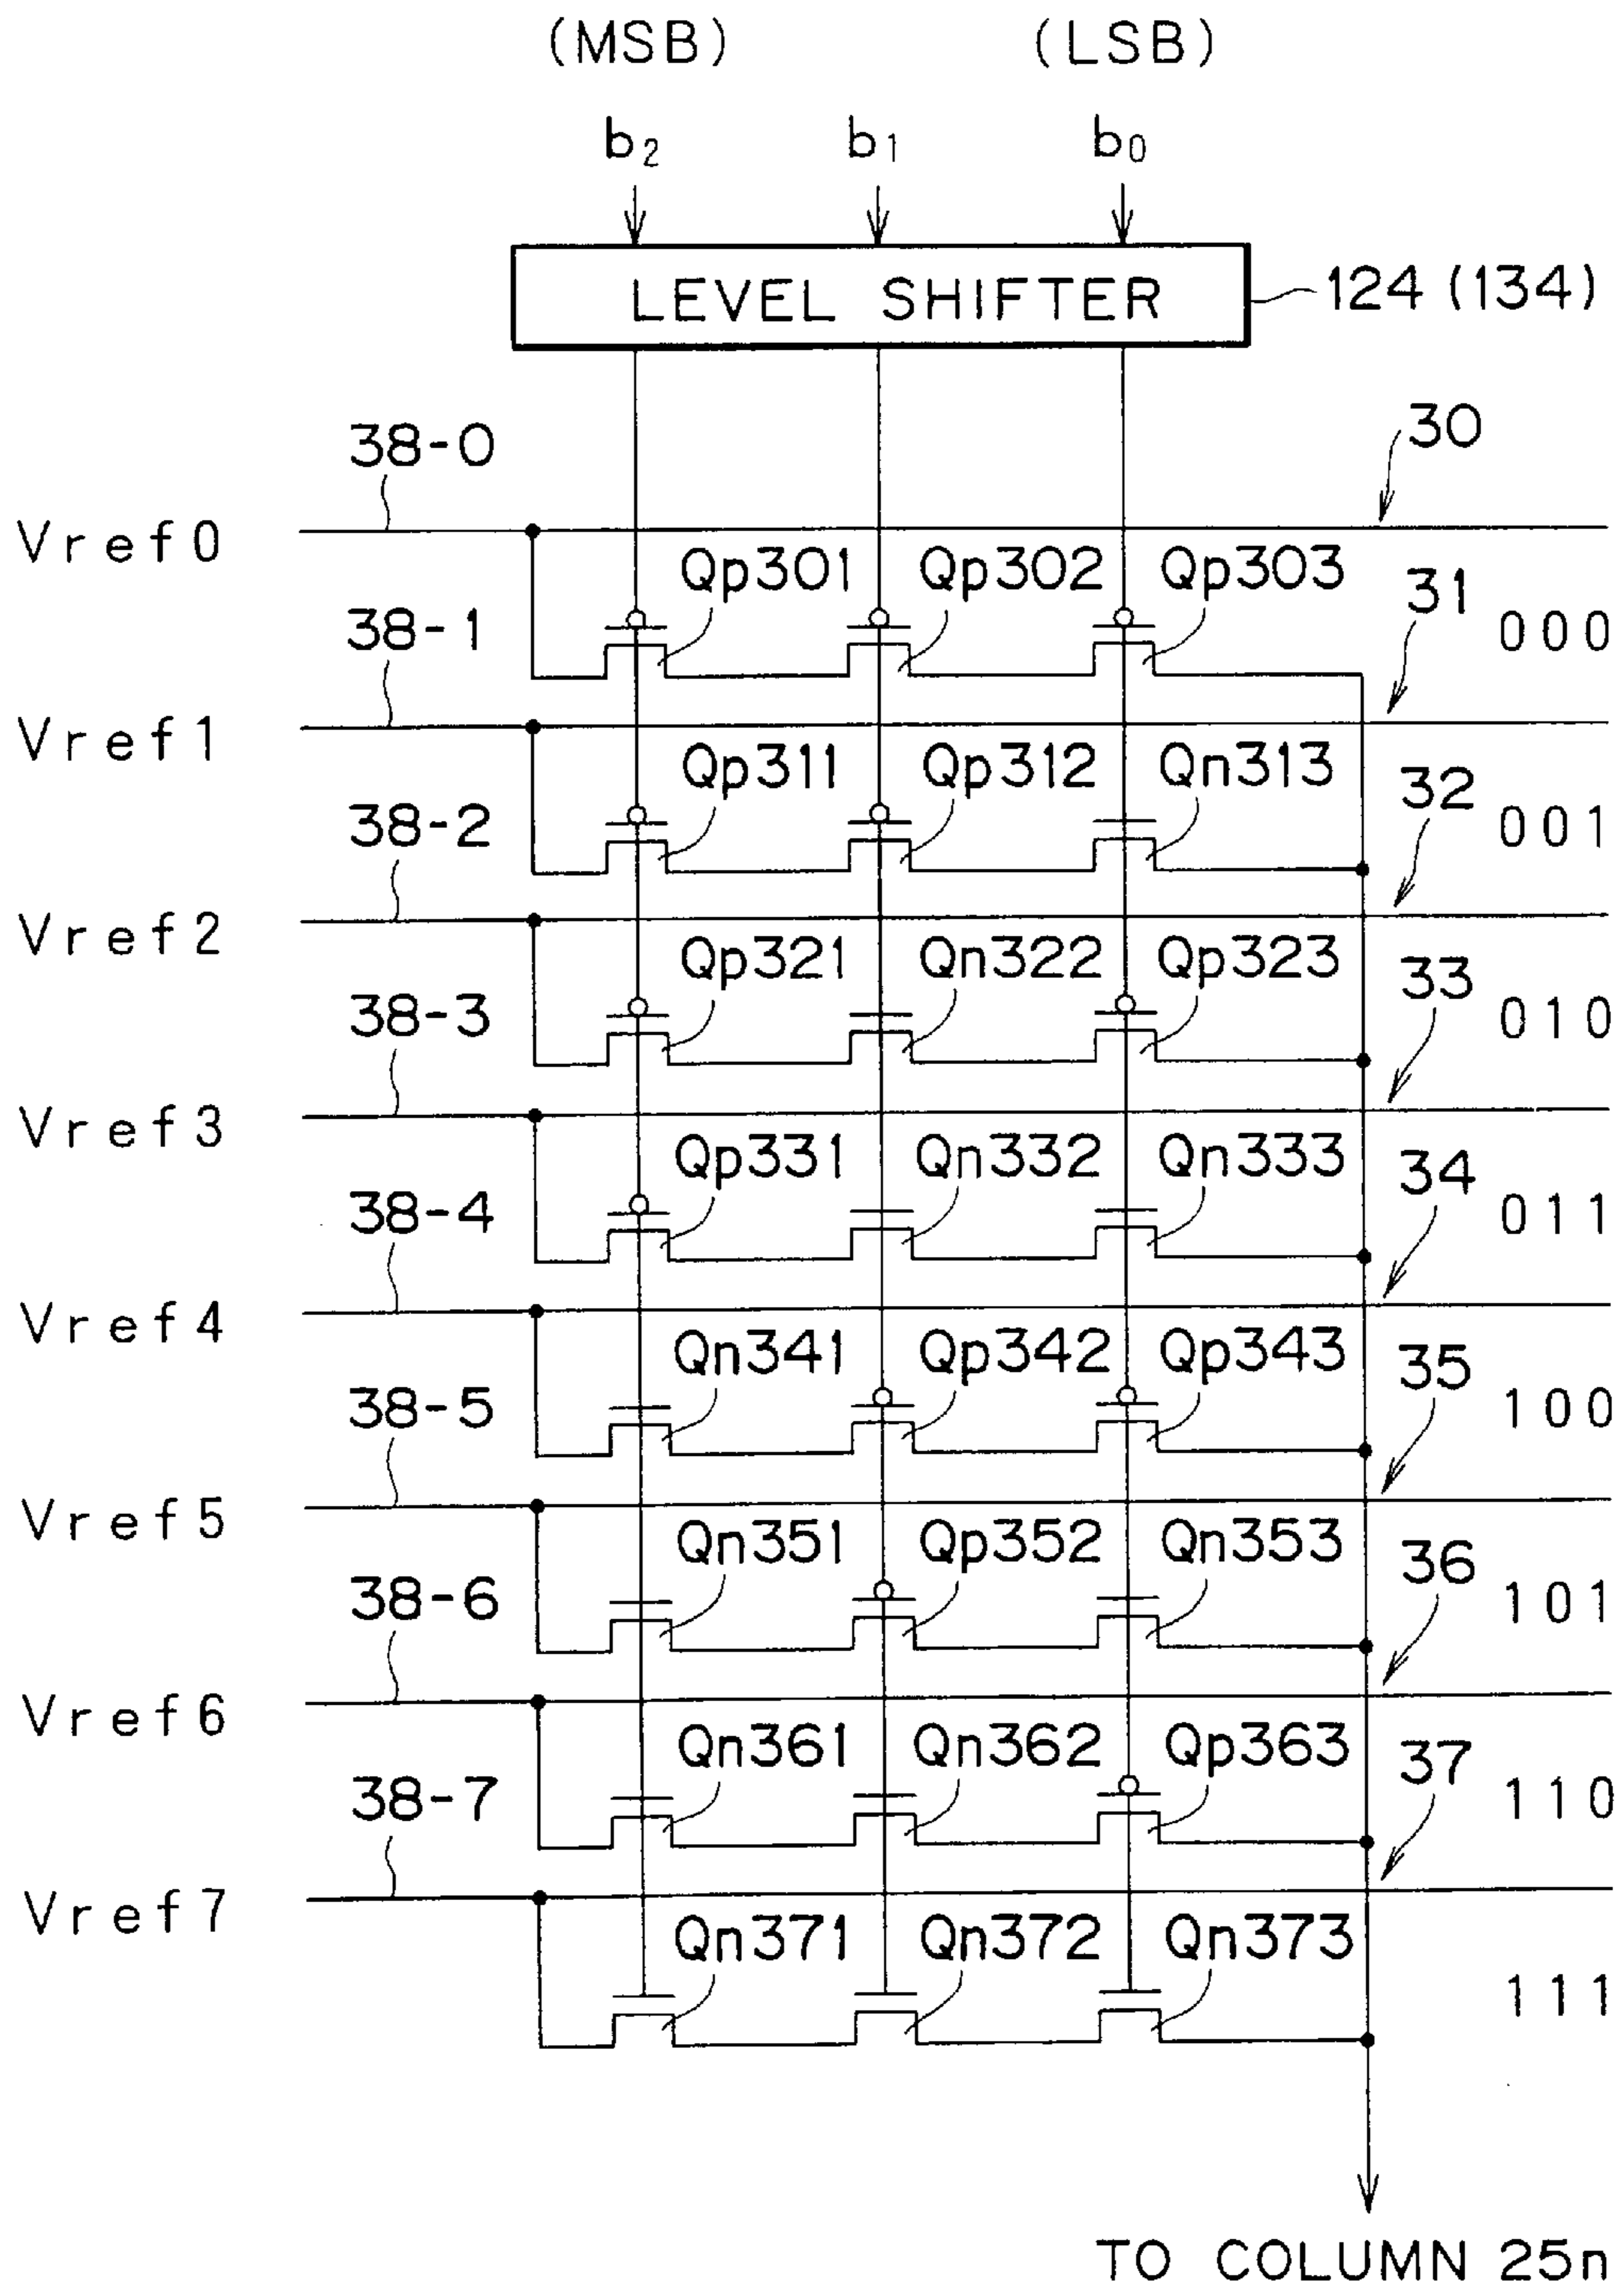 (MSB) (LSB)
b2 b1 b0
LEVEL SHIFTER 124 (134)
38-0 30
Vref0
Qp301 Qp302 Qp303
38-1 31 000
Vref1
Qp311 Qp312 Qn313
38-2 32 001
Vref2
Qp321 Qn322 Qp323
38-3 33 010
Vref3
Qp331 Qn332 Qn333
38-4 34 011
Vref4
Qn341 Qp342 Qp343
38-5 35 100
Vref5
Qn351 Qp352 Qn353
38-6 36 101
Vref6
Qn361 Qn362 Qp363
38-7 37 110
Vref7
Qn371 Qn372 Qn373
111
TO COLUMN 25n